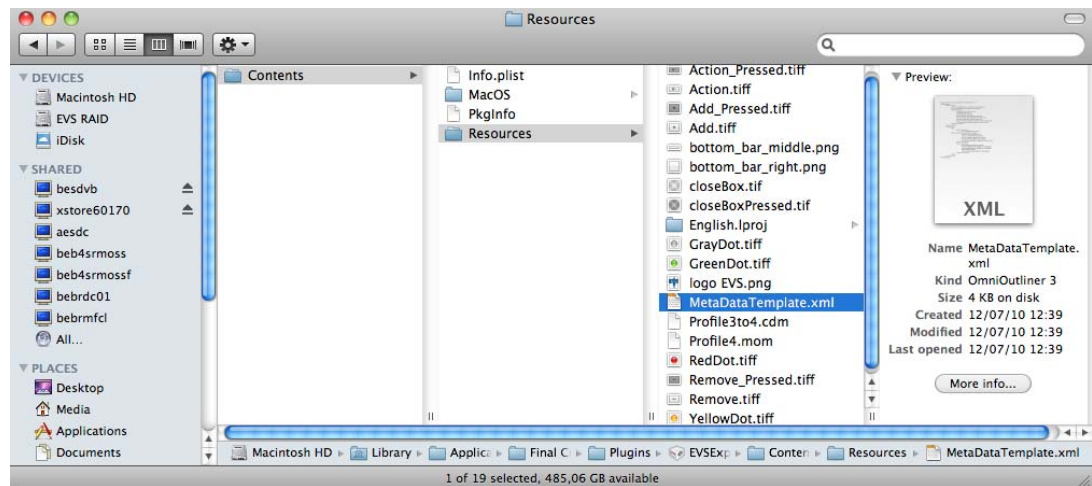 Resources
DEVICES
Macintosh HD
EVS RAID
iDisk
SHARED
besdvb
xstore60170
aesdc
beb4srmoss
beb4srmossf
bebrdc01
bebrmfcl
All...
PLACES
Desktop
Media
Applications
Documents
Contents
Info.plist
MacOS
PkgInfo
Resources
Action_Pressed.tiff
Action.tiff
Add_Pressed.tiff
Add.tiff
bottom_bar_middle.png
bottom_bar_right.png
closeBox.tif
closeBoxPressed.tif
English.lproj
GrayDot.tiff
GreenDot.tiff
logo EVS.png
MetaDataTemplate.xml
Profile3to4.cdm
Profile4.mom
RedDot.tiff
Remove_Pressed.tiff
Remove.tiff
YellowDot.tiff
Preview:
XML
Name MetaDataTemplate.
xml
Kind OmniOutliner 3
Size 4 KB on disk
Created 12/07/10 12:39
Modified 12/07/10 12:39
Last opened 12/07/10 12:39
More info...
Macintosh HD Library Applica Final C Plugins EVSExp Conten Resources MetaDataTemplate.xml
1 of 19 selected, 485,06 GB available